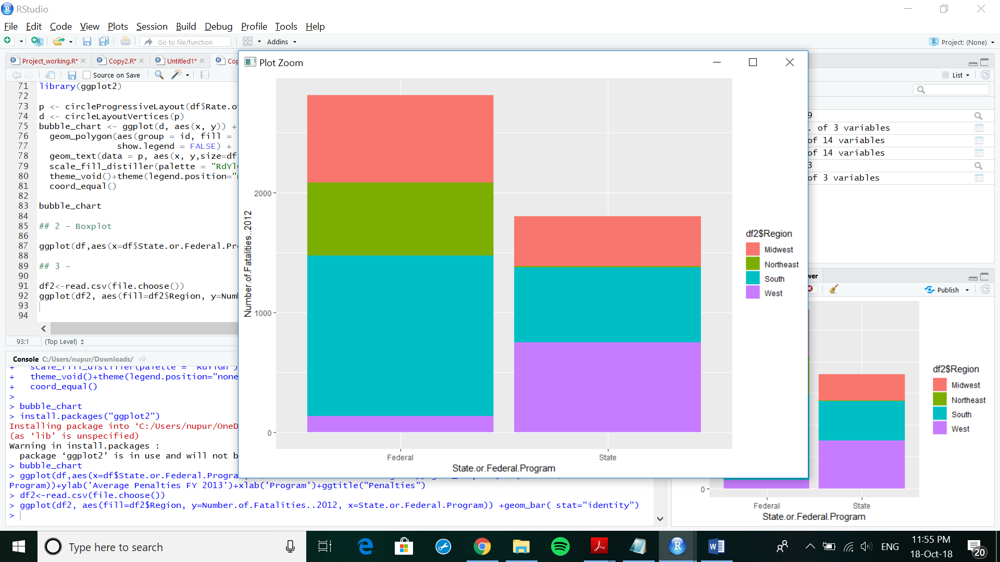 RStudio
File Edit Code View Plots Session Build Debug Profile Tools Help
Go to file/function Addins Project: (None)
Project_working.R* Copy2.R* Untitled1* Cop
Source on Save
71 library(ggplot2)
72
73 p <- circleProgressiveLayout(df$Rate.o
74 d <- circleLayoutVertices(p)
75 bubble_chart <- ggplot(d, aes(x, y)) +
76 geom_polygon(aes(group = id, fill =
77 show.legend = FALSE) +
78 geom_text(data = p, aes(x, y,size=df
79 scale_fill_distiller(palette = "RdYl
80 theme_void()+theme(legend.position="
81 coord_equal()
82
83 bubble_chart
84
85 ## 2 - Boxplot
86
87 ggplot(df,aes(x=df$State.or.Federal.Pr
88
89 ## 3 -
90
91 df2<-read.csv(file.choose())
92 ggplot(df2, aes(fill=df2$Region, y=Num
93
94
93:1 (Top Level)
Console C:/Users/nupur/Downloads/
+ scale_fill_distiller(palette = "RdYlGn")
+ theme_void()+theme(legend.position="none
+ coord_equal()
>
> bubble_chart
> install.packages("ggplot2")
Installing package into ‘C:/Users/nupur/OneD
(as ‘lib’ is unspecified)
Warning in install.packages :
package ‘ggplot2’ is in use and will not b
> bubble_chart
> ggplot(df,aes(x=df$State.or.Federal.Program
Program))+ylab('Average Penalties FY 2013')+xlab('Program')+ggtitle("Penalties")
> df2<-read.csv(file.choose())
> ggplot(df2, aes(fill=df2$Region, y=Number.of.Fatalities..2012, x=State.or.Federal.Program)) +geom_bar( stat="identity")
>
Plot Zoom
Number.of.Fatalities..2012
2000
1000
0
Federal State
State.or.Federal.Program
df2$Region
Midwest
Northeast
South
West
List
9
. of 3 variables
of 14 variables
of 14 variables
3
of 3 variables
wer
Publish
df2$Region
Midwest
Northeast
South
West
0
Federal State
State.or.Federal.Program
Type here to search
ENG
11:55 PM
18-Oct-18
20